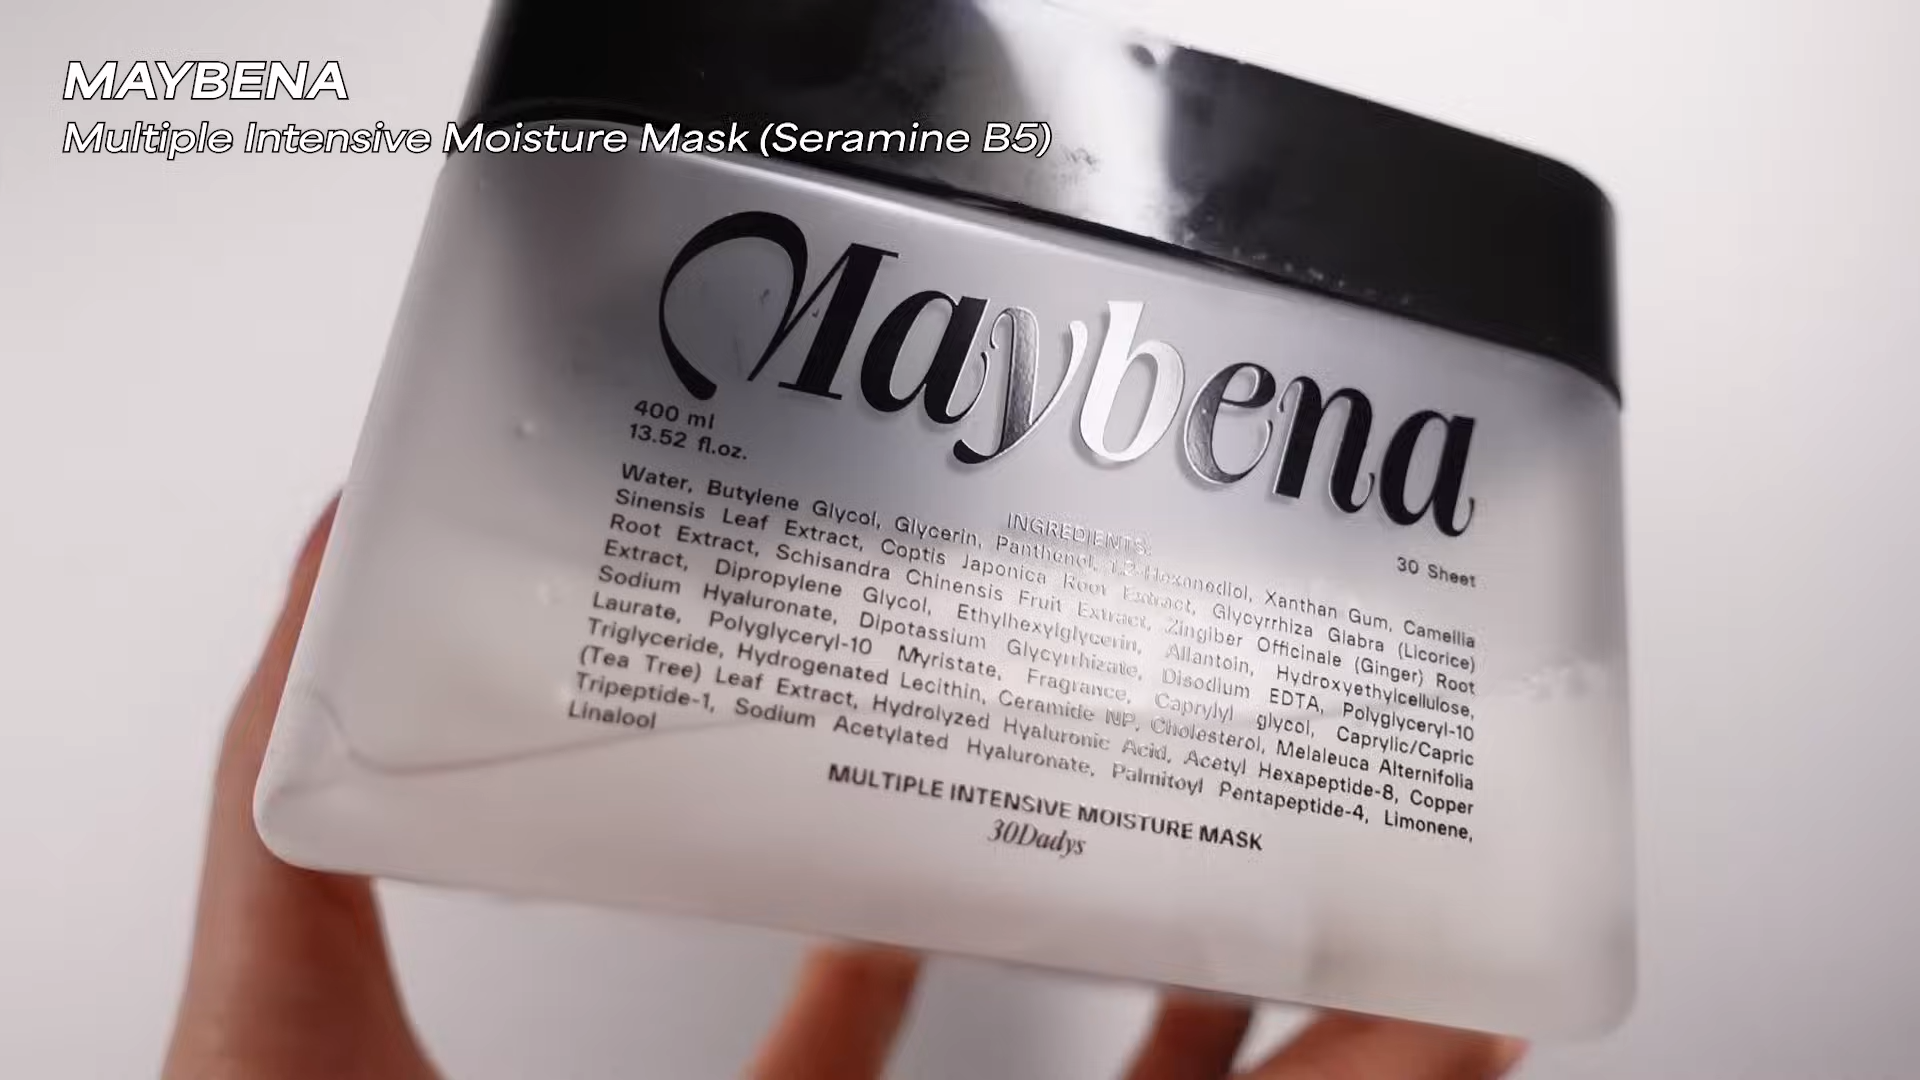 MAYBENA
Multiple Intensive Moisture Mask (Seramine B5)
Maybena
400 ml
13.52 fl.oz.
30 Sheet
INGREDIENTS:
Water, Butylene Glycol, Glycerin, Panthenol, 1,2-Hexanediol, Xanthan Gum, Camellia
Sinensis Leaf Extract, Coptis Japonica Root Extract, Glycyrrhiza Glabra (Licorice)
Root Extract, Schisandra Chinensis Fruit Extract, Zingiber Officinale (Ginger) Root
Extract, Dipropylene Glycol, Ethylhexylglycerin, Allantoin, Hydroxyethylcellulose,
Sodium Hyaluronate, Dipotassium Glycyrrhizate, Disodium EDTA, Polyglyceryl-10
Laurate, Polyglyceryl-10 Myristate, Fragrance, Caprylyl glycol, Caprylic/Capric
Triglyceride, Hydrogenated Lecithin, Ceramide NP, Cholesterol, Melaleuca Alternifolia
(Tea Tree) Leaf Extract, Hydrolyzed Hyaluronic Acid, Acetyl Hexapeptide-8, Copper
Tripeptide-1, Sodium Acetylated Hyaluronate, Palmitoyl Pentapeptide-4, Limonene,
Linalool
MULTIPLE INTENSIVE MOISTURE MASK
30Dadys